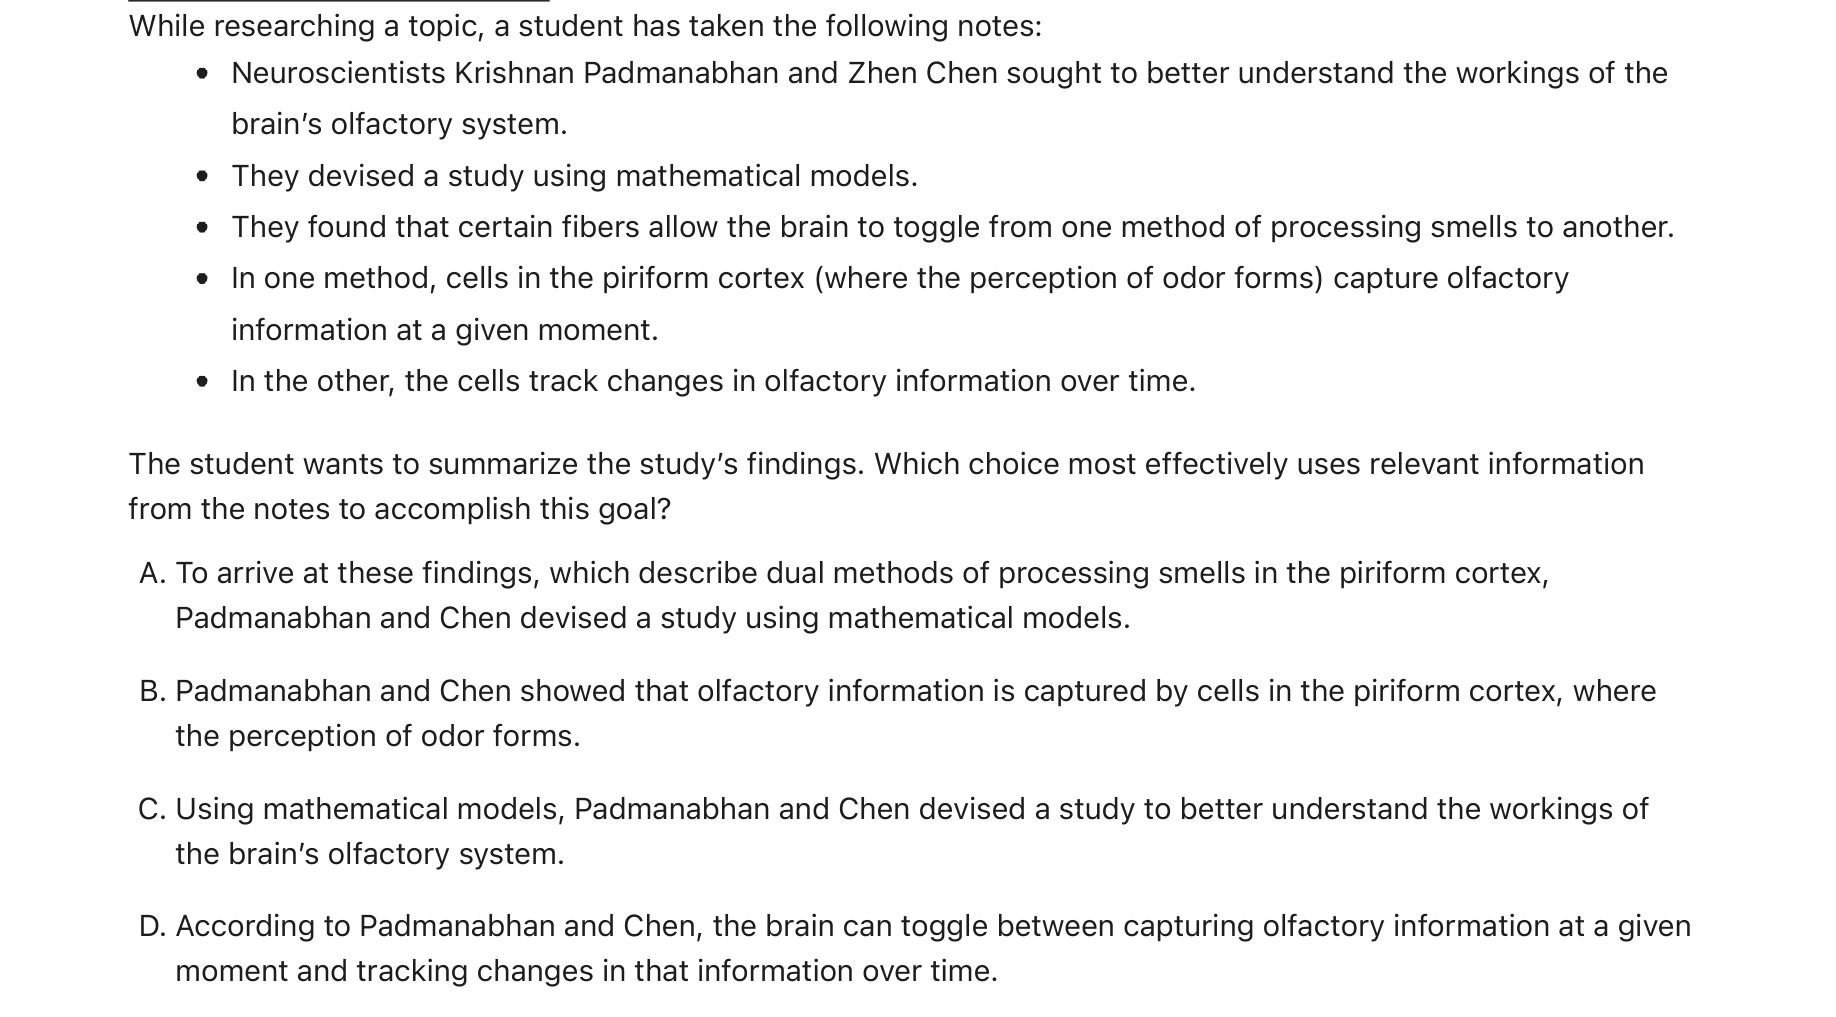 While researching a topic, a student has taken the following notes:
• Neuroscientists Krishnan Padmanabhan and Zhen Chen sought to better understand the workings of the
brain’s olfactory system.
• They devised a study using mathematical models.
• They found that certain fibers allow the brain to toggle from one method of processing smells to another.
• In one method, cells in the piriform cortex (where the perception of odor forms) capture olfactory
information at a given moment.
• In the other, the cells track changes in olfactory information over time.
The student wants to summarize the study’s findings. Which choice most effectively uses relevant information
from the notes to accomplish this goal?
A. To arrive at these findings, which describe dual methods of processing smells in the piriform cortex,
Padmanabhan and Chen devised a study using mathematical models.
B. Padmanabhan and Chen showed that olfactory information is captured by cells in the piriform cortex, where
the perception of odor forms.
C. Using mathematical models, Padmanabhan and Chen devised a study to better understand the workings of
the brain’s olfactory system.
D. According to Padmanabhan and Chen, the brain can toggle between capturing olfactory information at a given
moment and tracking changes in that information over time.